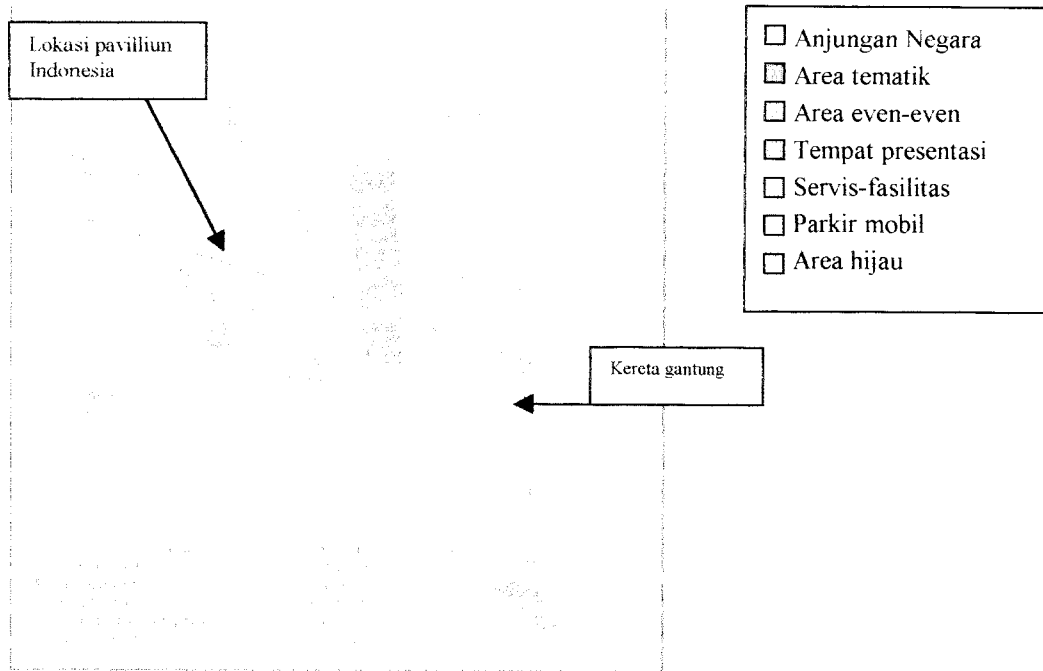 Lokasi pavilliun
Indonesia
Anjungan Negara
Area tematik
Area even-even
Tempat presentasi
Servis-fasilitas
Parkir mobil
Area hijau
Kereta gantung